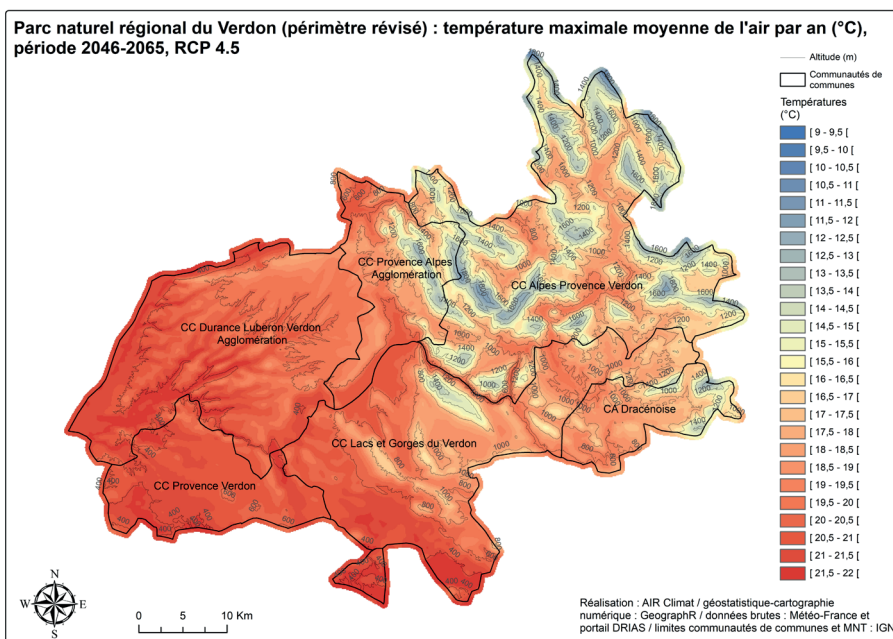 Parc naturel régional du Verdon (périmètre révisé) : température maximale moyenne de l'air par an (°C),
période 2046-2065, RCP 4.5
Altitude (m)
Communautés de
communes
Températures
(°C)
[ 9 - 9,5 [
[ 9,5 - 10 [
[ 10 - 10,5 [
[ 10,5 - 11 [
[ 11 - 11,5 [
[ 11,5 - 12 [
[ 12 - 12,5 [
[ 12,5 - 13 [
[ 13 - 13,5 [
[ 13,5 - 14 [
[ 14 - 14,5 [
[ 14,5 - 15 [
[ 15 - 15,5 [
[ 15,5 - 16 [
[ 16 - 16,5 [
[ 16,5 - 17 [
[ 17 - 17,5 [
[ 17,5 - 18 [
[ 18 - 18,5 [
[ 18,5 - 19 [
[ 19 - 19,5 [
[ 19,5 - 20 [
[ 20 - 20,5 [
[ 20,5 - 21 [
[ 21 - 21,5 [
[ 21,5 - 22 [
CC Provence Alpes
Agglomération
CC Alpes Provence Verdon
CC Durance Luberon Verdon
Agglomération
CA Dracénoise
CC Lacs et Gorges du Verdon
CC Provence Verdon
N
W
E
S
0 5 10 Km
Réalisation : AIR Climat / géostatistique-cartographie
numérique : GeographR / données brutes : Météo-France et
portail DRIAS / limites communautés de communes et MNT : IGN